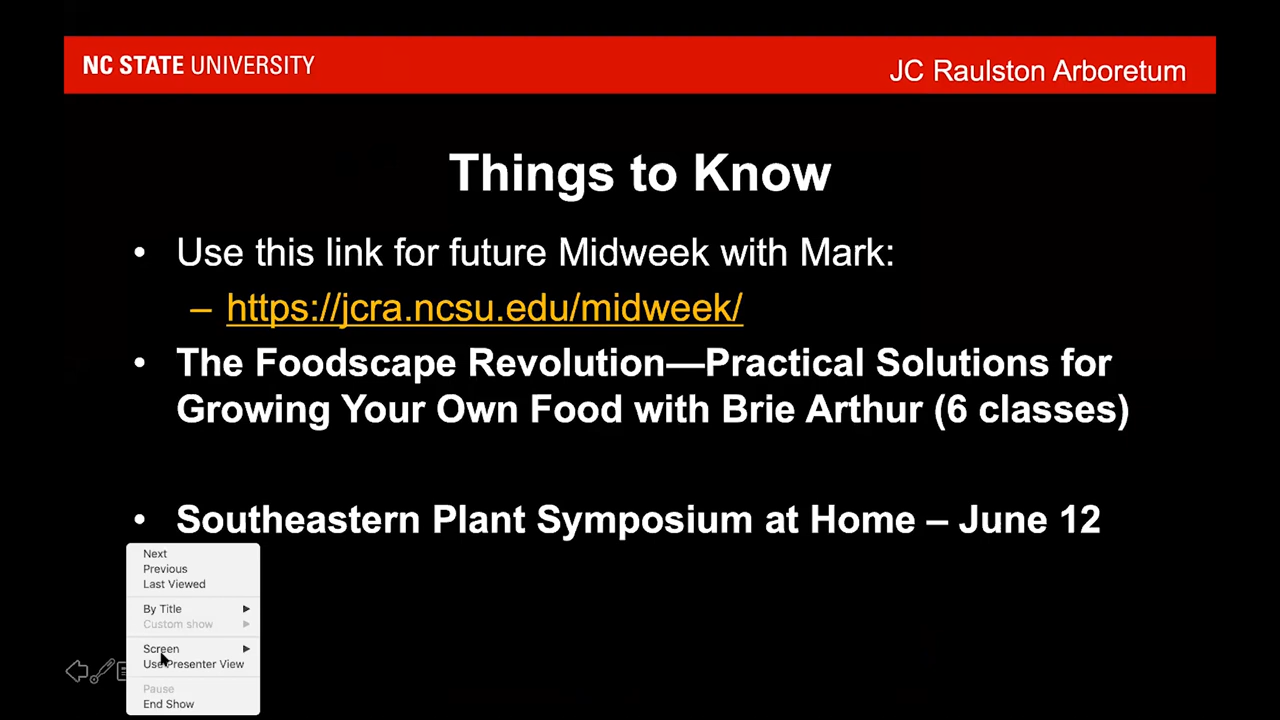 NC STATE UNIVERSITY
JC Raulston Arboretum
Things to Know
• Use this link for future Midweek with Mark:
– https://jcra.ncsu.edu/midweek/
• The Foodscape Revolution—Practical Solutions for
Growing Your Own Food with Brie Arthur (6 classes)
• Southeastern Plant Symposium at Home – June 12
Next
Previous
Last Viewed
By Title
Custom show
Screen
Use Presenter View
Pause
End Show